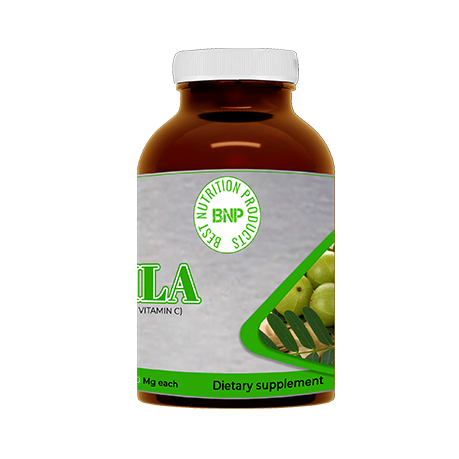 BEST NUTRITION PRODUCTS
BNP
LA
VITAMIN C)
Mg each
Dietary supplement